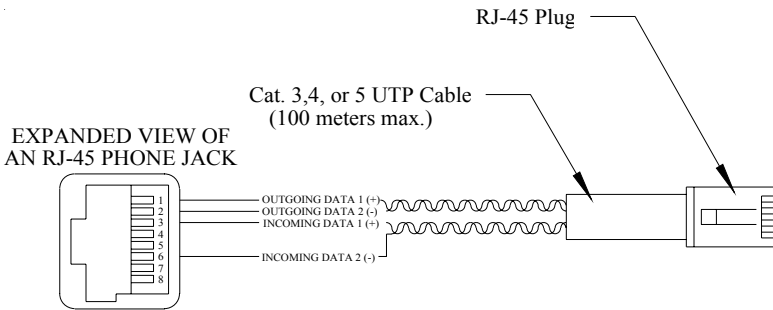 RJ-45 Plug
Cat. 3,4, or 5 UTP Cable
(100 meters max.)
EXPANDED VIEW OF
AN RJ-45 PHONE JACK
1
2
3
4
5
6
7
8
OUTGOING DATA 1 (+)
OUTGOING DATA 2 (-)
INCOMING DATA 1 (+)
INCOMING DATA 2 (-)